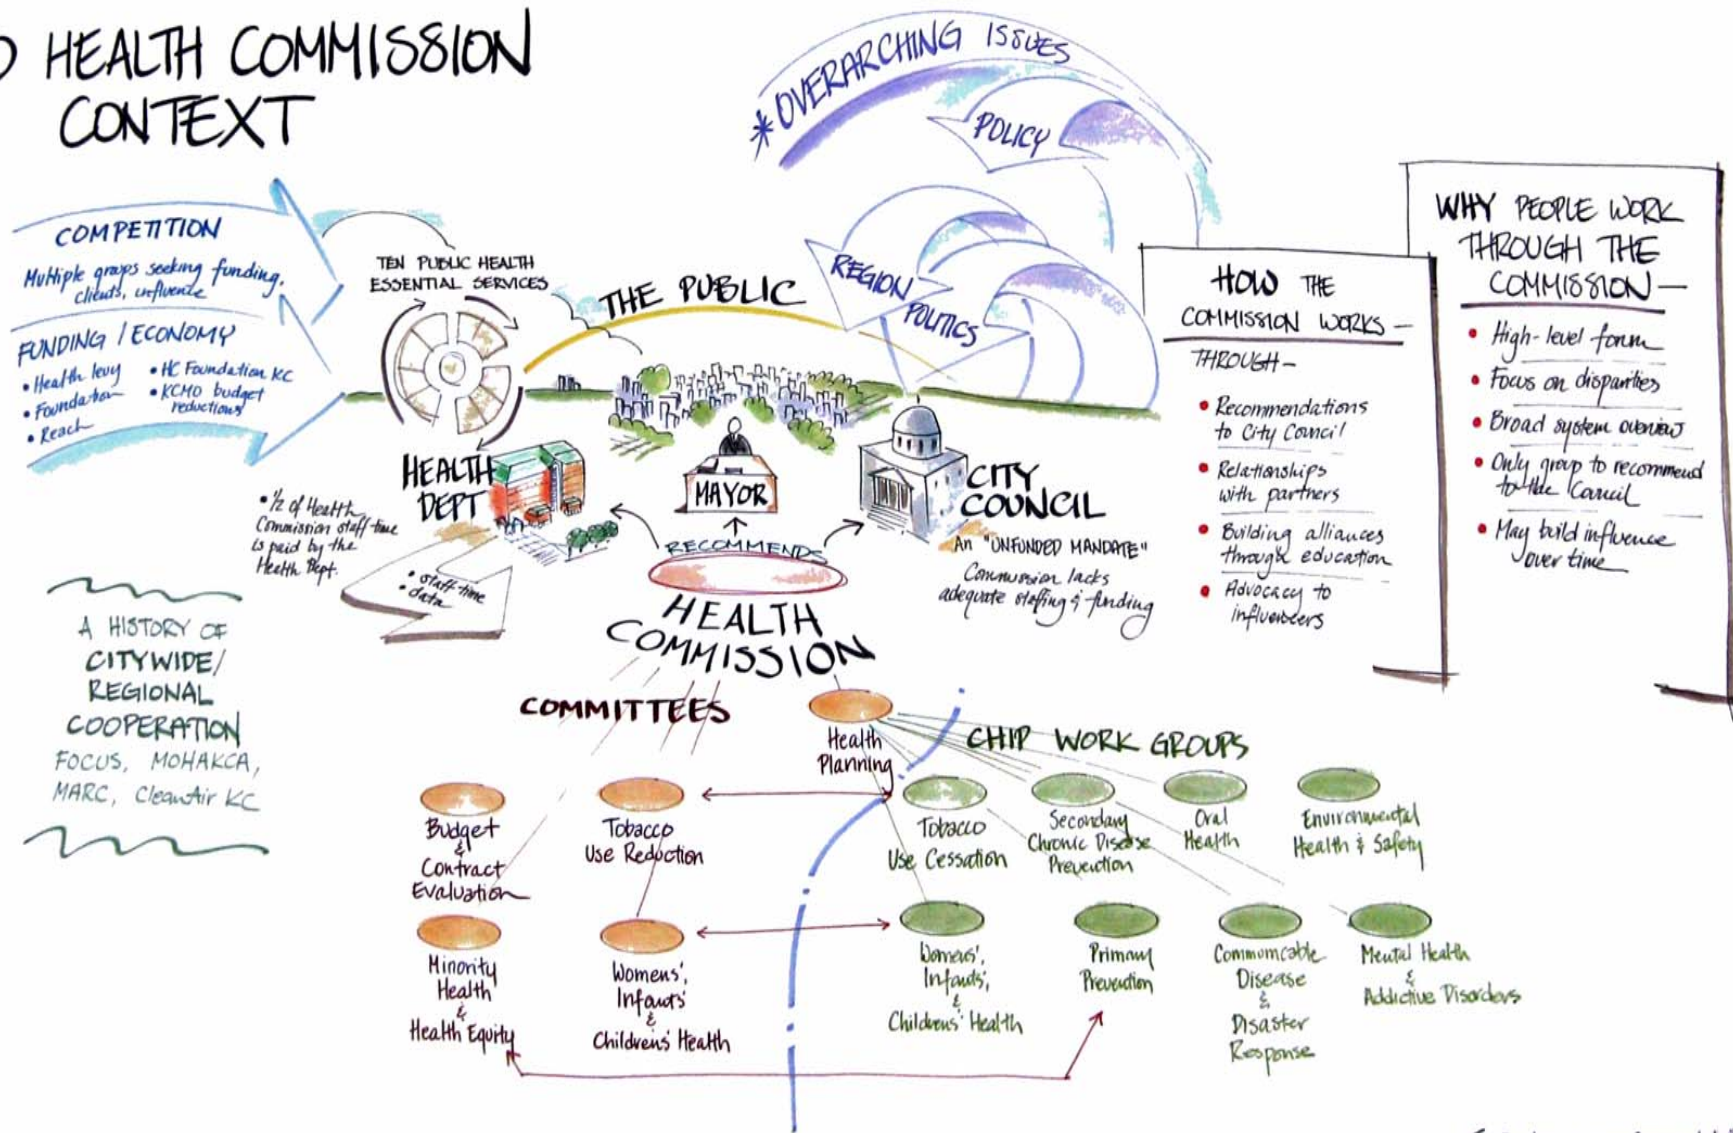 HEALTH COMMISSION
CONTEXT
* OVERARCHING ISSUES
POLICY
REGION
POLITICS
COMPETITION
Multiple groups seeking funding,
clients, influence
FUNDING / ECONOMY
• Health levy
• Foundation
• Reach
• HC Foundation KC
• KCMO budget
reductions
TEN PUBLIC HEALTH
ESSENTIAL SERVICES
THE PUBLIC
HEALTH
DEPT
• 1/2 of Health
Commission staff time
is paid by the
Health Dept.
• staff-time
• data
MAYOR
RECOMMENDS
HEALTH
COMMISSION
CITY
COUNCIL
An "UNFUNDED MANDATE"
Commission lacks
adequate staffing & funding
HOW THE
COMMISSION WORKS —
THROUGH —
• Recommendations
to City Council
• Relationships
with partners
• Building alliances
through education
• Advocacy to
influencers
WHY PEOPLE WORK
THROUGH THE
COMMISSION —
• High-level forum
• Focus on disparities
• Broad system overview
• Only group to recommend
to the Council
• May build influence
over time
A HISTORY OF
CITYWIDE/
REGIONAL
COOPERATION
FOCUS, MOHAKCA,
MARC, CleanAir KC
COMMITTEES
Health
Planning
Budget
&
Contract
Evaluation
Tobacco
Use Reduction
Minority
Health
&
Health Equity
Womens',
Infants'
&
Childrens' Health
CHIP WORK GROUPS
Tobacco
Use Cessation
Secondary
Chronic Disease
Prevention
Oral
Health
Environmental
Health & Safety
Womens',
Infants',
&
Childrens' Health
Primary
Prevention
Communicable
Disease
&
Disaster
Response
Mental Health
&
Addictive Disorders